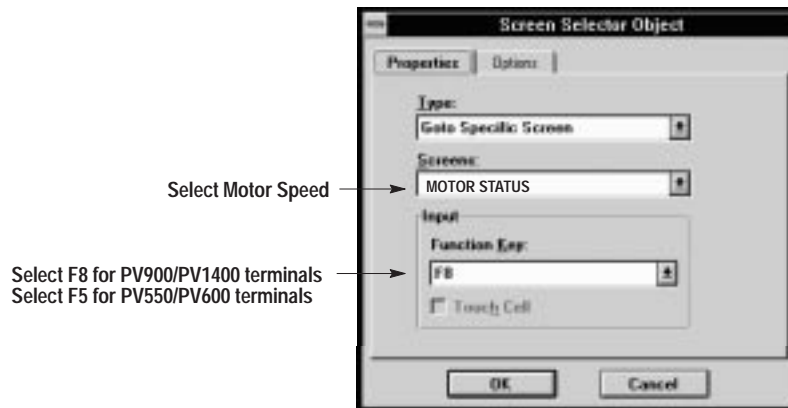 Screen Selector Object
Properties
Options
Type:
Goto Specific Screen
Screens:
Select Motor Speed
MOTOR STATUS
Input
Function Key:
Select F8 for PV900/PV1400 terminals
Select F5 for PV550/PV600 terminals
F8
Touch Cell
OK
Cancel